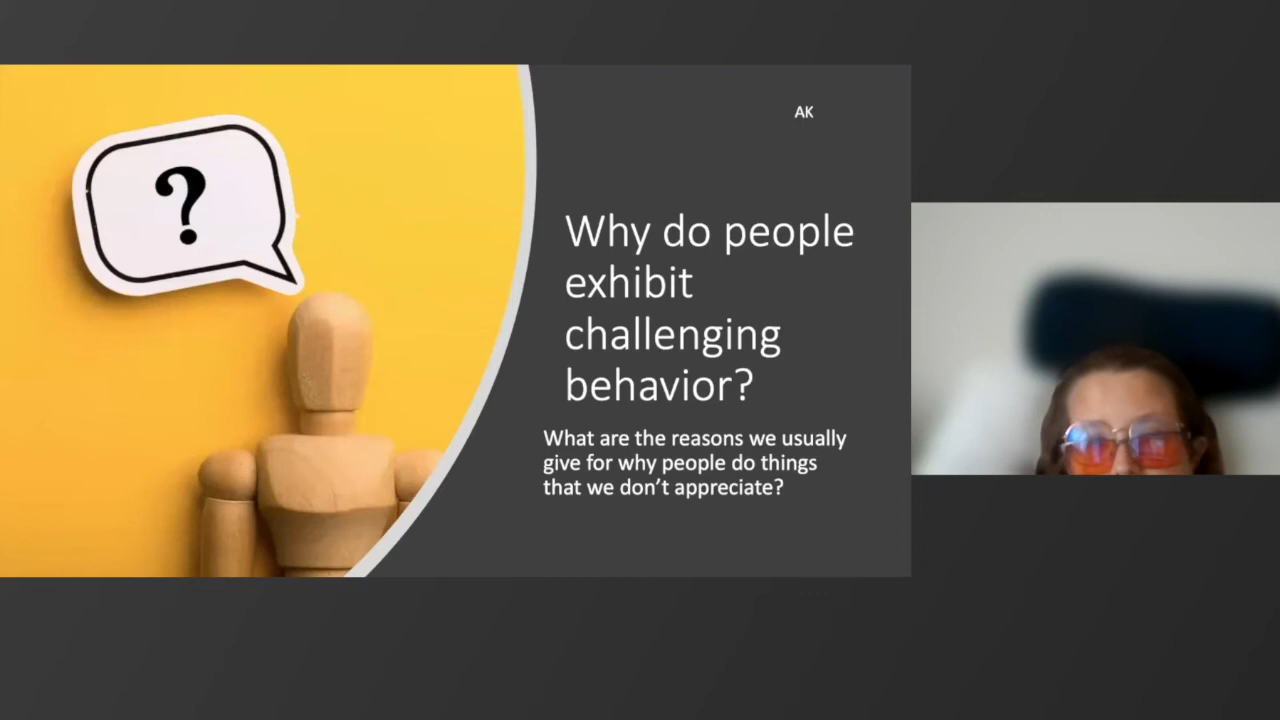 ?
AK
Why do people
exhibit
challenging
behavior?
What are the reasons we usually
give for why people do things
that we don’t appreciate?